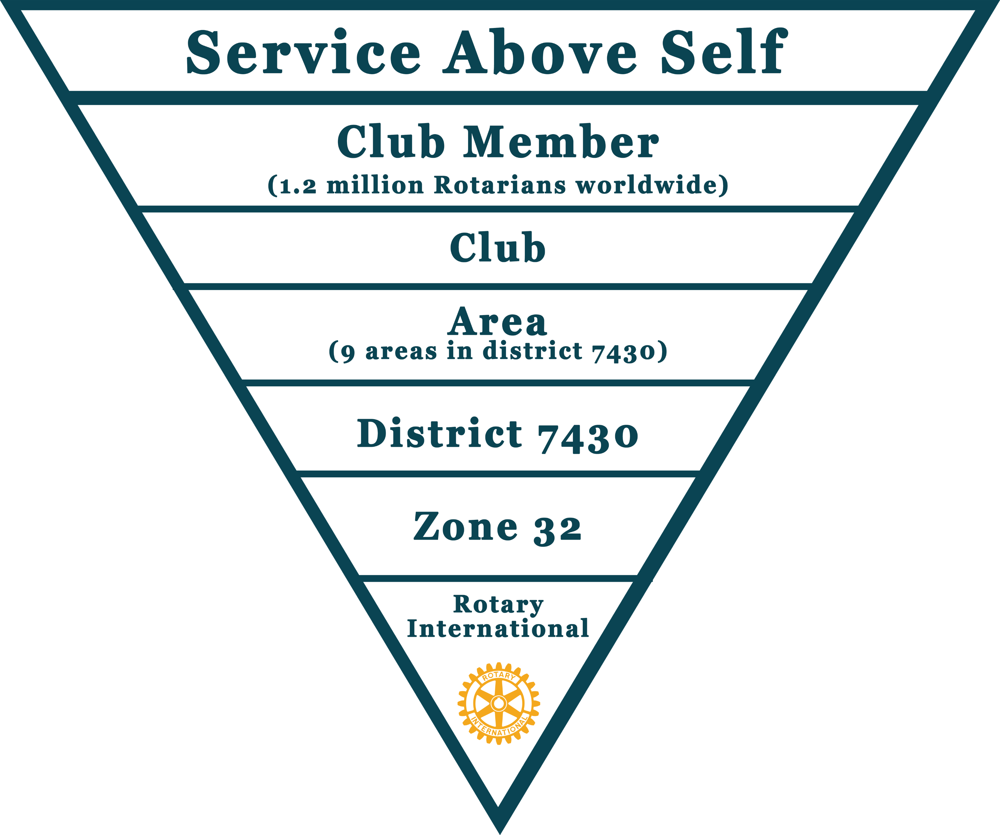 Service Above Self
Club Member
(1.2 million Rotarians worldwide)
Club
Area
(9 areas in district 7430)
District 7430
Zone 32
Rotary
International
ROTARY
INTERNATIONAL